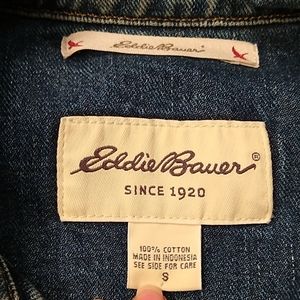 Eddie Bauer
Eddie Bauer®
SINCE 1920
100% COTTON
MADE IN INDONESIA
SEE SIDE FOR CARE
S